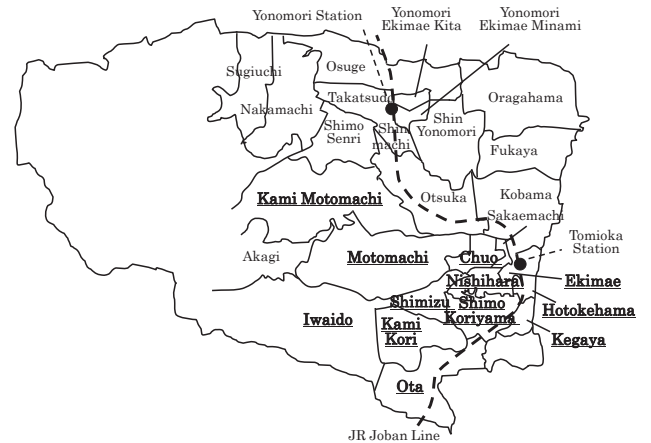 Yonomori Station
Yonomori
Ekimae Kita
Yonomori
Ekimae Minami
Sugiuchi
Osuge
Takatsudo
Nakamachi
Shimo
Senri
Shin
machi
Shin
Yonomori
Oragahama
Fukaya
Kami Motomachi
Otsuka
Kobama
Sakaemachi
Tomioka
Station
Akagi
Motomachi
Chuo
Nishihara
Ekimae
Shimizu
Shimo
Koriyama
Hotokehama
Iwaido
Kami
Kori
Kegaya
Ota
JR Joban Line